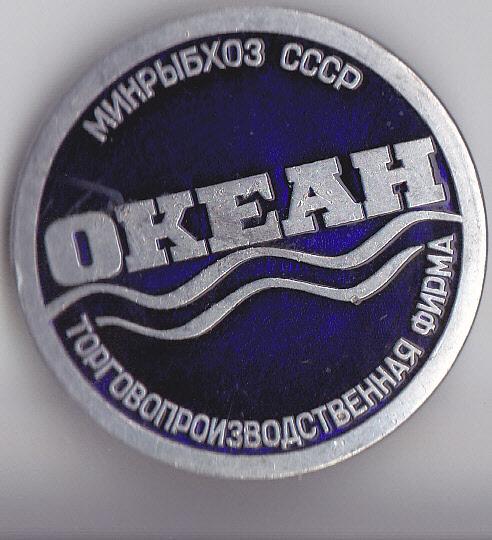 МИНРЫБХОЗ СССР
ОКЕАН
ТОРГОВОПРОИЗВОДСТВЕННАЯ ФИРМА